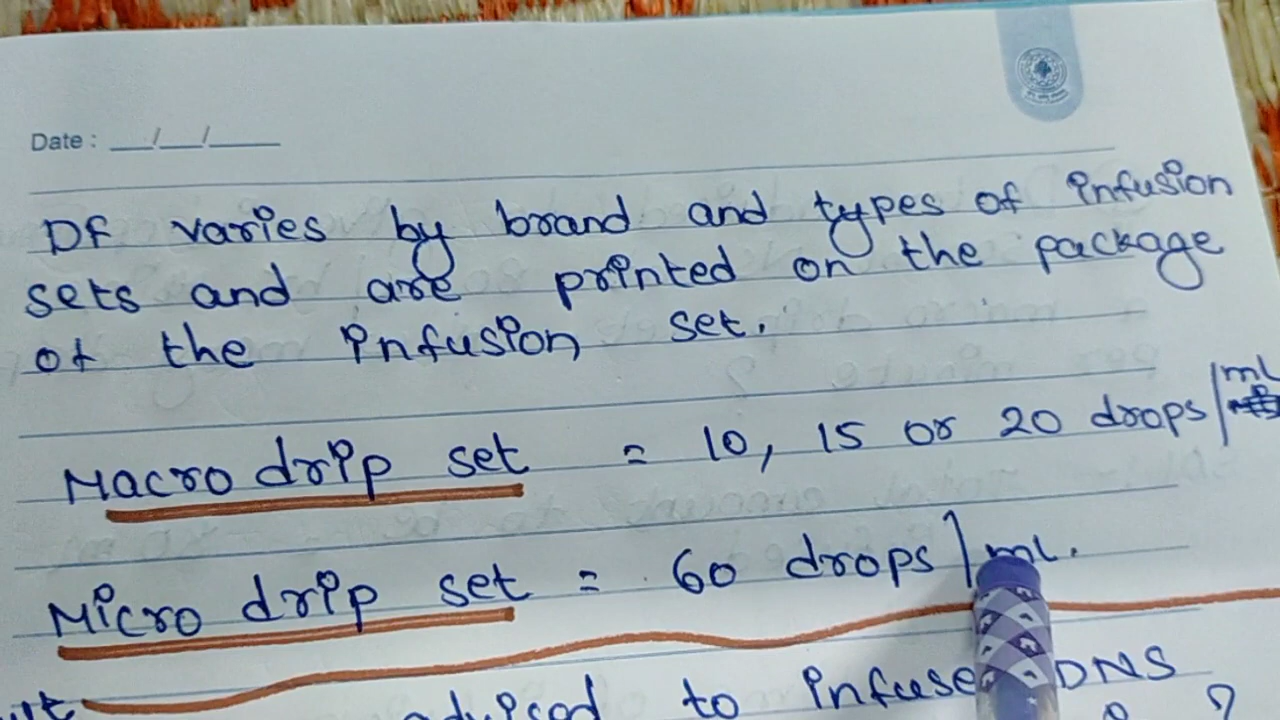 Date : __/__/____
DF varies by brand and types of infusion
sets and are printed on the package
of the infusion set.
Macro drip set = 10, 15 or 20 drops/ml
Micro drip set = 60 drops/ml.
advised to infuse DNS
?